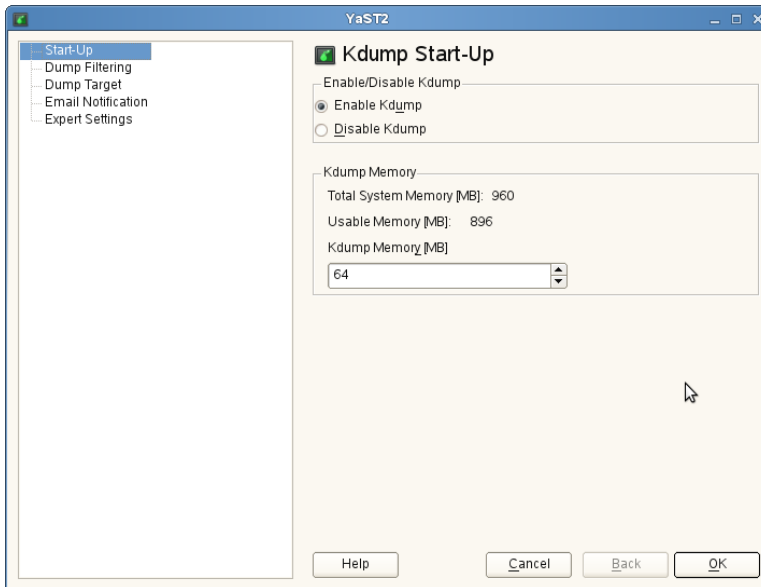 YaST2
Start-Up
Dump Filtering
Dump Target
Email Notification
Expert Settings
Kdump Start-Up
Enable/Disable Kdump
Enable Kdump
Disable Kdump
Kdump Memory
Total System Memory [MB]: 960
Usable Memory [MB]: 896
Kdump Memory [MB]
64
Help
Cancel
Back
OK